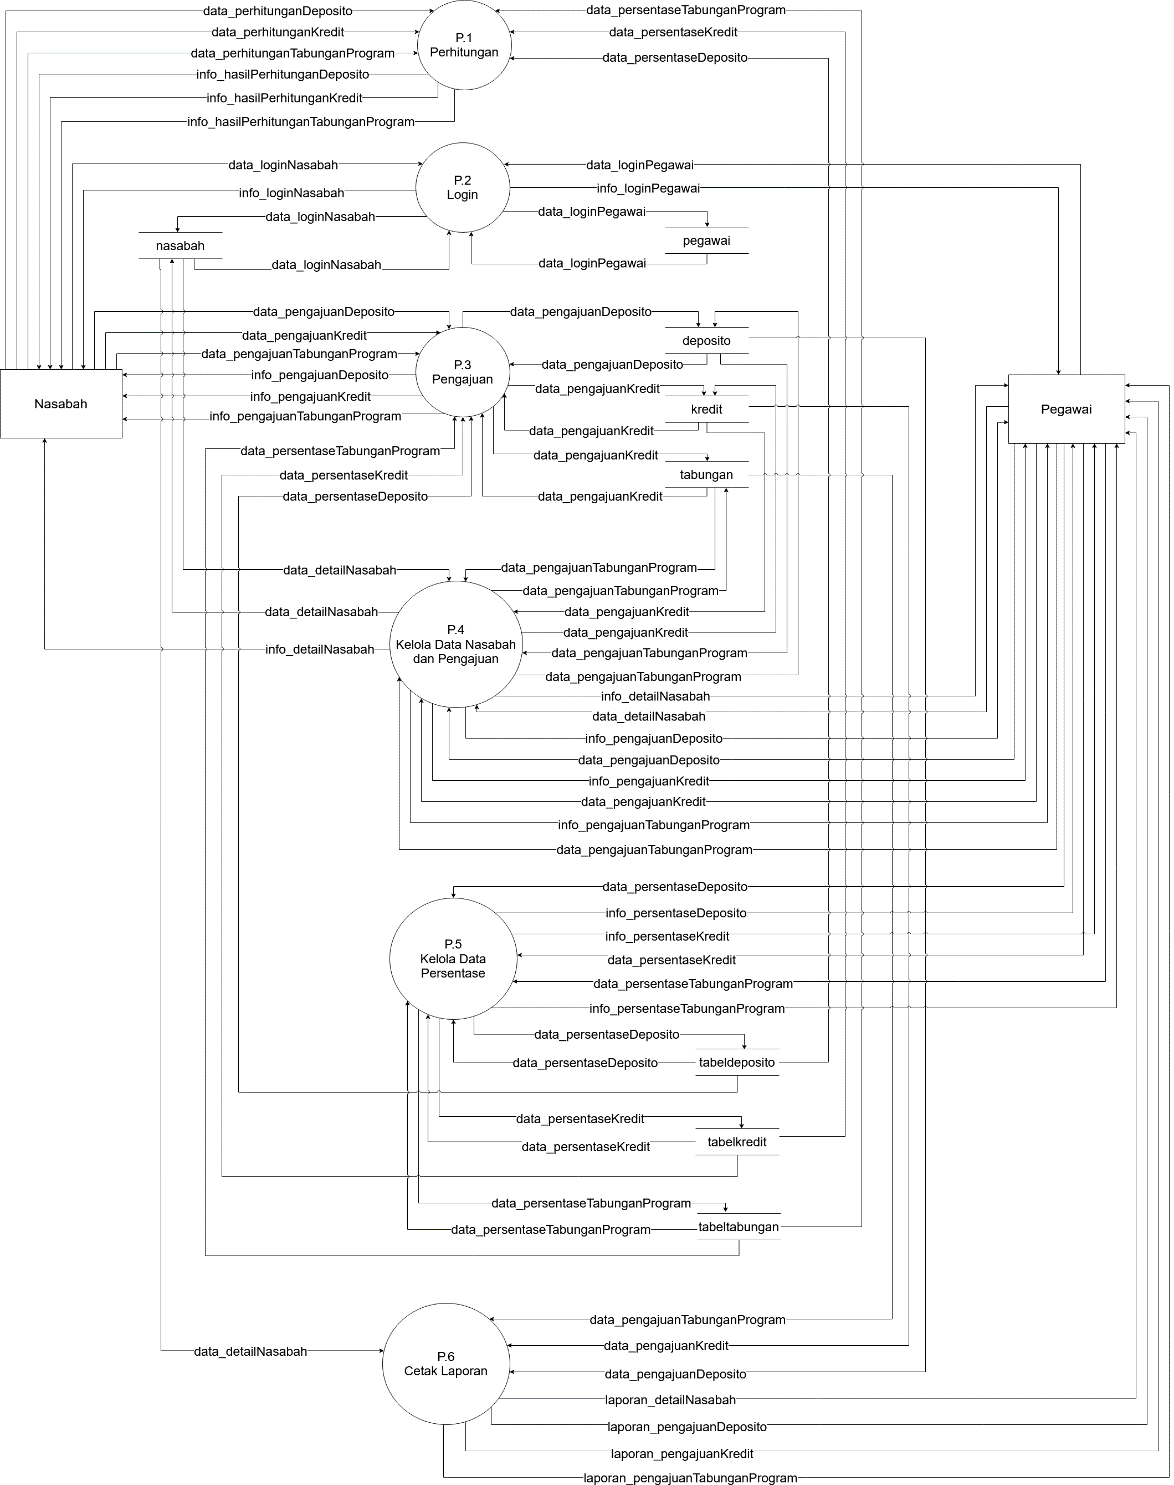 data_perhitunganDeposito
data_persentaseTabunganProgram
data_perhitunganKredit
data_persentaseKredit
P.1
Perhitungan
data_perhitunganTabunganProgram
data_persentaseDeposito
info_hasilPerhitunganDeposito
info_hasilPerhitunganKredit
info_hasilPerhitunganTabunganProgram
data_loginNasabah
data_loginPegawai
P.2
Login
info_loginNasabah
info_loginPegawai
data_loginNasabah
data_loginPegawai
nasabah
pegawai
data_loginNasabah
data_loginPegawai
data_pengajuanDeposito
data_pengajuanDeposito
data_pengajuanKredit
deposito
data_pengajuanTabunganProgram
P.3
Pengajuan
data_pengajuanDeposito
info_pengajuanDeposito
data_pengajuanKredit
info_pengajuanKredit
Nasabah
kredit
Pegawai
info_pengajuanTabunganProgram
data_pengajuanKredit
data_persentaseTabunganProgram
data_pengajuanKredit
data_persentaseKredit
tabungan
data_persentaseDeposito
data_pengajuanKredit
data_detailNasabah
data_pengajuanTabunganProgram
data_pengajuanTabunganProgram
data_detailNasabah
data_pengajuanKredit
P.4
Kelola Data Nasabah
dan Pengajuan
data_pengajuanKredit
info_detailNasabah
data_pengajuanTabunganProgram
data_pengajuanTabunganProgram
info_detailNasabah
data_detailNasabah
info_pengajuanDeposito
data_pengajuanDeposito
info_pengajuanKredit
data_pengajuanKredit
info_pengajuanTabunganProgram
data_pengajuanTabunganProgram
data_persentaseDeposito
info_persentaseDeposito
info_persentaseKredit
P.5
Kelola Data
Persentase
data_persentaseKredit
data_persentaseTabunganProgram
info_persentaseTabunganProgram
data_persentaseDeposito
data_persentaseDeposito
tabeldeposito
data_persentaseKredit
data_persentaseKredit
tabelkredit
data_persentaseTabunganProgram
data_persentaseTabunganProgram
tabeltabungan
data_pengajuanTabunganProgram
data_pengajuanKredit
data_detailNasabah
P.6
Cetak Laporan
data_pengajuanDeposito
laporan_detailNasabah
laporan_pengajuanDeposito
laporan_pengajuanKredit
laporan_pengajuanTabunganProgram